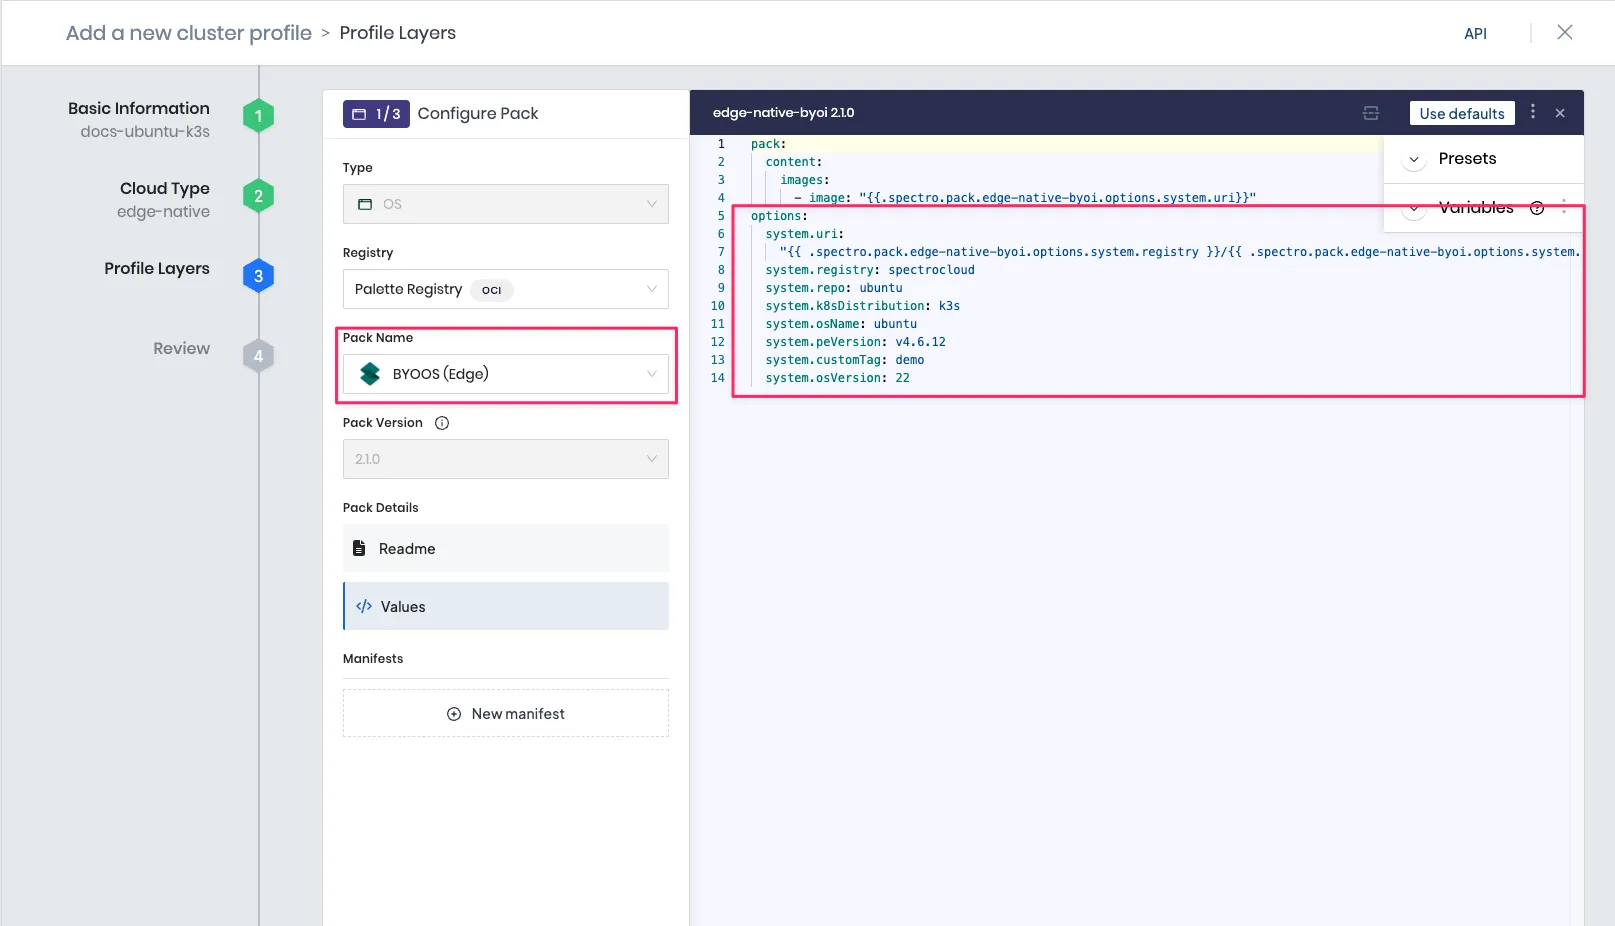 Add a new cluster profile > Profile Layers
API
Basic Information
docs-ubuntu-k3s
1
Cloud Type
edge-native
2
Profile Layers
3
Review
4
1/3 Configure Pack
Type
OS
Registry
Palette Registry OCI
Pack Name
BYOOS (Edge)
Pack Version
2.1.0
Pack Details
Readme
</> Values
Manifests
New manifest
edge-native-byoi 2.1.0
Use defaults
Presets
Variables
1 pack:
2 content:
3 images:
4 - image: "{{.spectro.pack.edge-native-byoi.options.system.uri}}"
5 options:
6 system.uri:
7 "{{ .spectro.pack.edge-native-byoi.options.system.registry }}/{{ .spectro.pack.edge-native-byoi.options.system.
8 system.registry: spectrocloud
9 system.repo: ubuntu
10 system.k8sDistribution: k3s
11 system.osName: ubuntu
12 system.peVersion: v4.6.12
13 system.customTag: demo
14 system.osVersion: 22